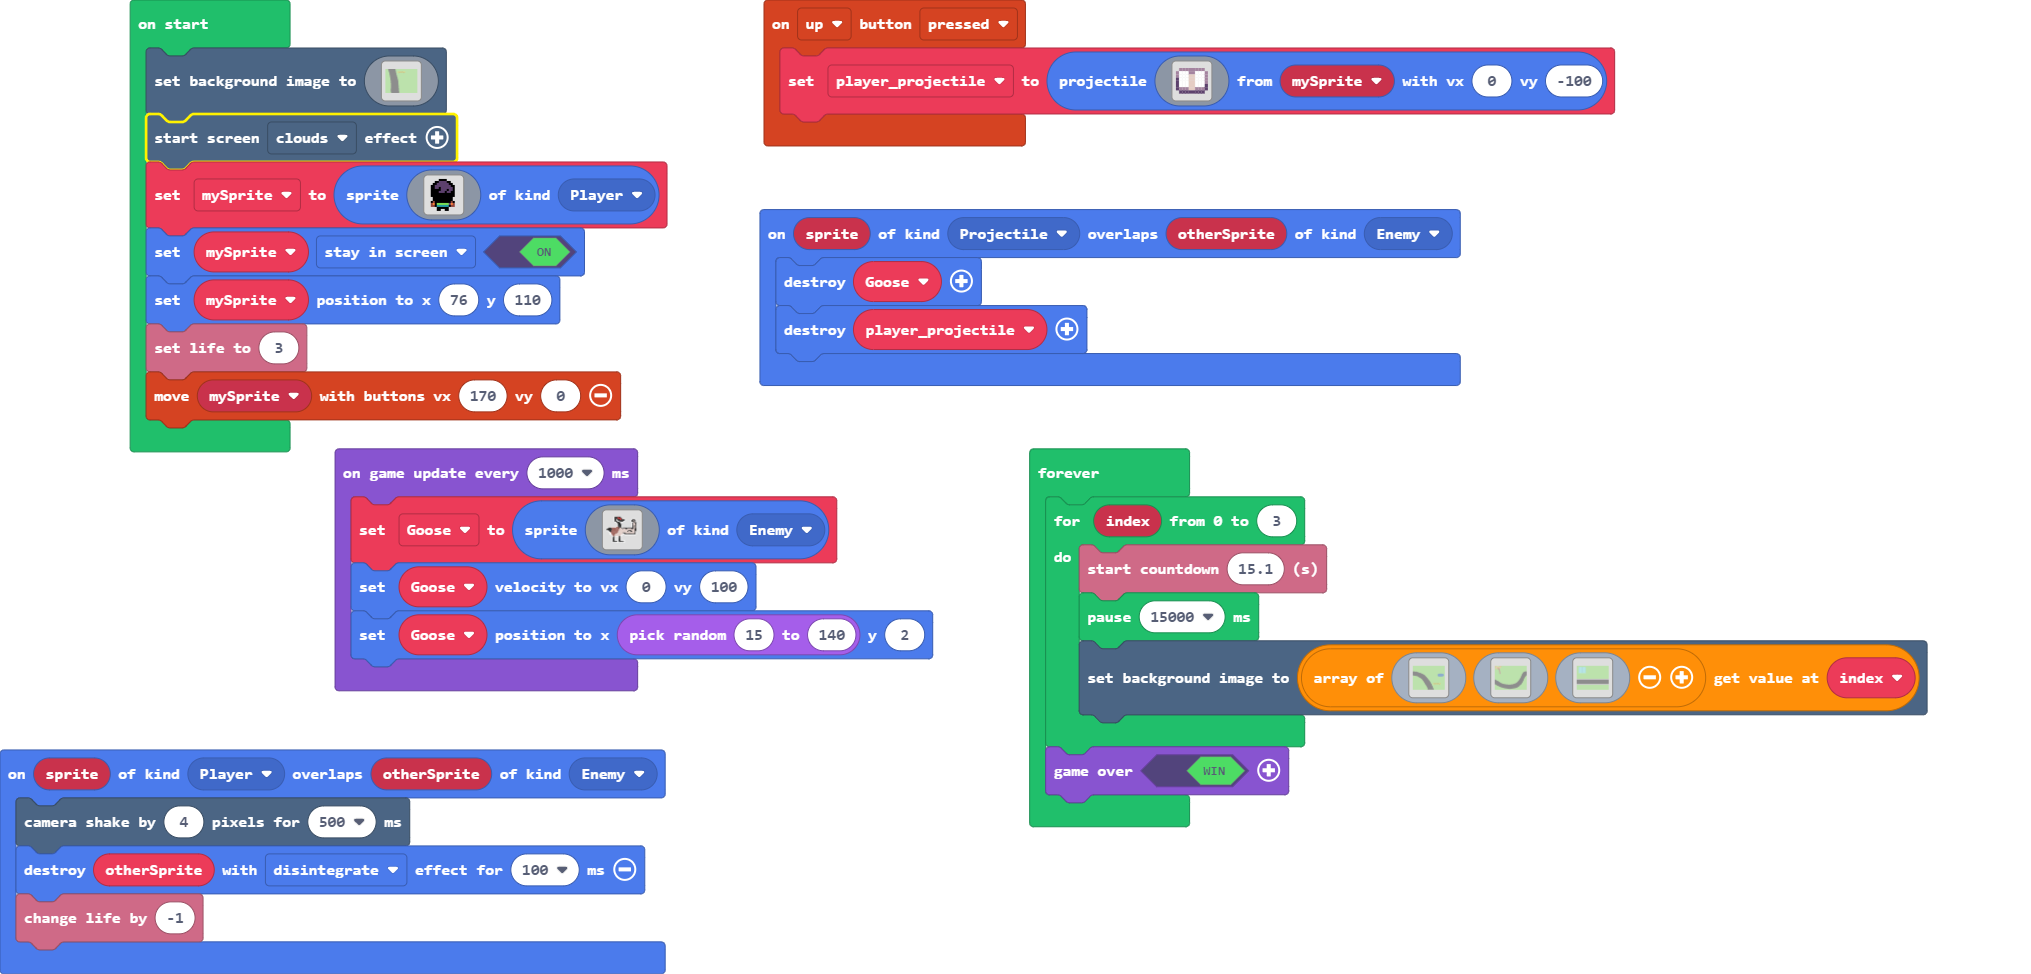 on start
set background image to
start screen clouds effect
set mySprite to sprite of kind Player
set mySprite stay in screen ON
set mySprite position to x 76 y 110
set life to 3
move mySprite with buttons vx 170 vy 0
on up button pressed
set player_projectile to projectile from mySprite with vx 0 vy -100
on sprite of kind Projectile overlaps otherSprite of kind Enemy
destroy Goose
destroy player_projectile
on game update every 1000 ms
set Goose to sprite of kind Enemy
set Goose velocity to vx 0 vy 100
set Goose position to x pick random 15 to 140 y 2
forever
for index from 0 to 3
do
start countdown 15.1 (s)
pause 15000 ms
set background image to array of get value at index
game over WIN
on sprite of kind Player overlaps otherSprite of kind Enemy
camera shake by 4 pixels for 500 ms
destroy otherSprite with disintegrate effect for 100 ms
change life by -1